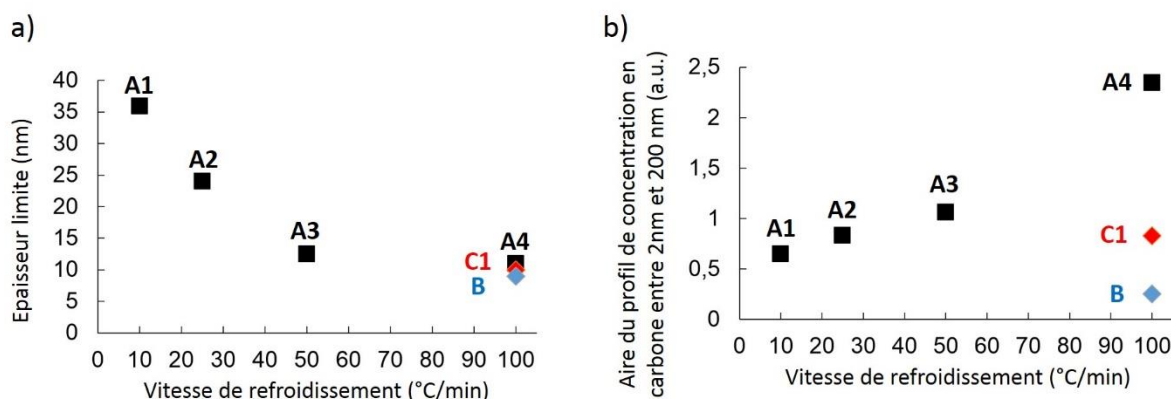 a)
Epaisseur limite (nm)
40
35
30
25
20
15
10
5
0
A1
A2
A3
A4
C1
B
0 10 20 30 40 50 60 70 80 90 100
Vitesse de refroidissement (°C/min)
b)
Aire du profil de concentration en
carbone entre 2nm et 200 nm (a.u.)
2,5
2
1,5
1
0,5
0
A4
A3
A2
A1
C1
B
0 10 20 30 40 50 60 70 80 90 100
Vitesse de refroidissement (°C/min)